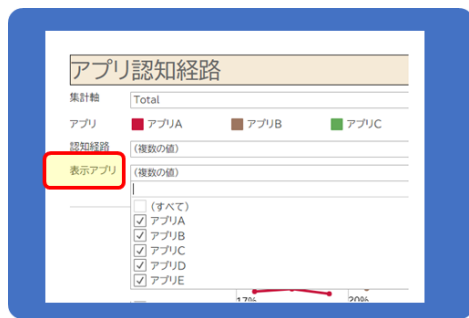 アプリ認知経路
集計軸 Total
アプリ アプリA アプリB アプリC
認知経路 (複数の値)
表示アプリ (複数の値)
(すべて)
アプリA
アプリB
アプリC
アプリD
アプリE
17% 20%